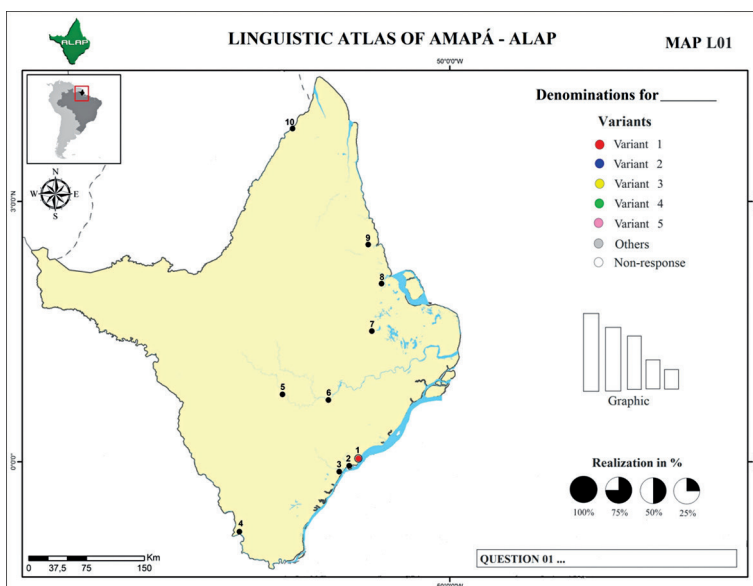 ALAP
LINGUISTIC ATLAS OF AMAPÁ - ALAP
MAP L01
50°0'0"W
N
W E
S
3°0'0"N
0°0'0"
10
9
8
7
5
6
1
2
3
4
Denominations for_______
Variants
Variant 1
Variant 2
Variant 3
Variant 4
Variant 5
Others
Non-response
Graphic
Realization in %
100% 75% 50% 25%
Km
0 37,5 75 150
QUESTION 01 ...
50°0'0"W